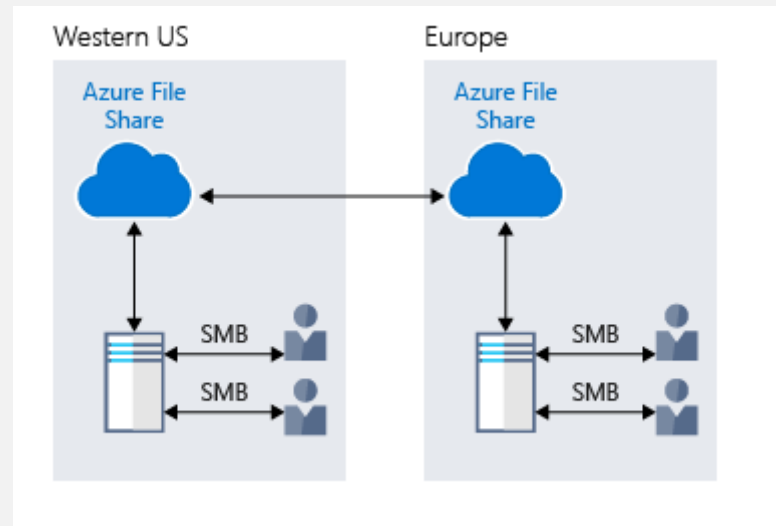 Western US
Europe
Azure File
Share
Azure File
Share
SMB
SMB
SMB
SMB